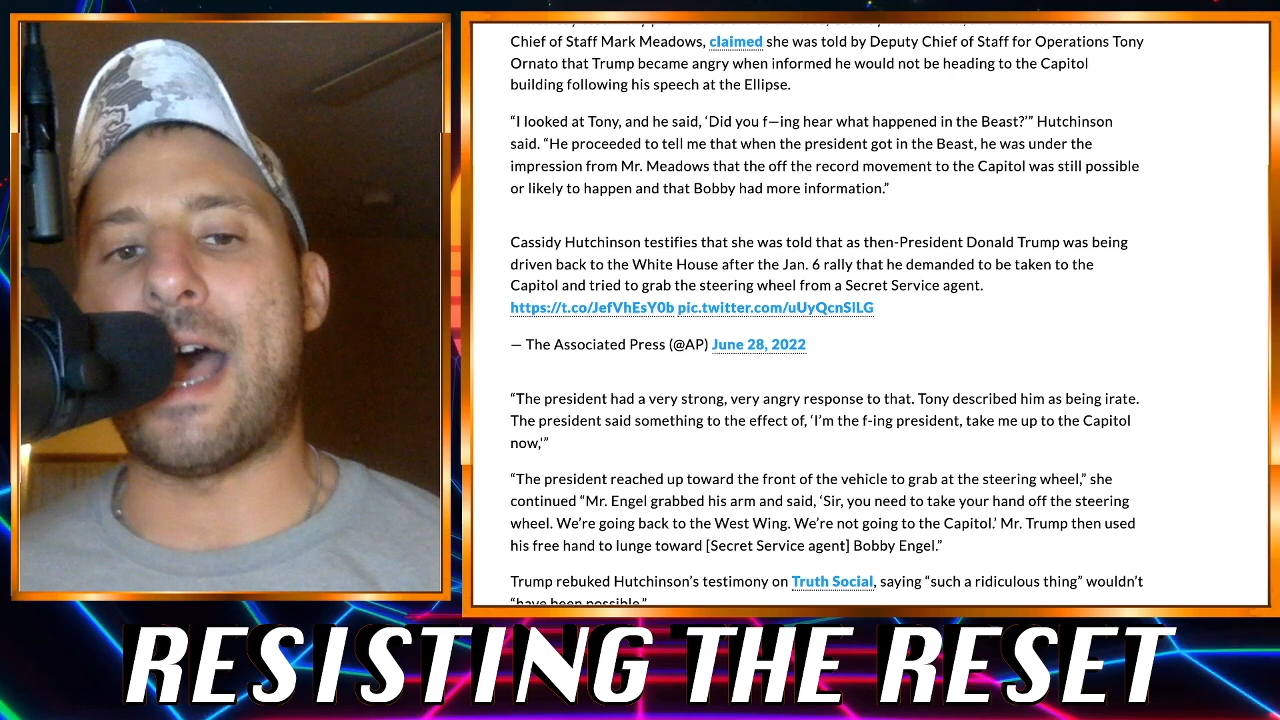 Chief of Staff Mark Meadows, claimed she was told by Deputy Chief of Staff for Operations Tony
Ornato that Trump became angry when informed he would not be heading to the Capitol
building following his speech at the Ellipse.
“I looked at Tony, and he said, ‘Did you f—ing hear what happened in the Beast?’” Hutchinson
said. “He proceeded to tell me that when the president got in the Beast, he was under the
impression from Mr. Meadows that the off the record movement to the Capitol was still possible
or likely to happen and that Bobby had more information.”
Cassidy Hutchinson testifies that she was told that as then-President Donald Trump was being
driven back to the White House after the Jan. 6 rally that he demanded to be taken to the
Capitol and tried to grab the steering wheel from a Secret Service agent.
https://t.co/JefVhEsY0b pic.twitter.com/uUyQcnSlLG
— The Associated Press (@AP) June 28, 2022
“The president had a very strong, very angry response to that. Tony described him as being irate.
The president said something to the effect of, ‘I’m the f-ing president, take me up to the Capitol
now,’”
“The president reached up toward the front of the vehicle to grab at the steering wheel,” she
continued “Mr. Engel grabbed his arm and said, ‘Sir, you need to take your hand off the steering
wheel. We’re going back to the West Wing. We’re not going to the Capitol.’ Mr. Trump then used
his free hand to lunge toward [Secret Service agent] Bobby Engel.”
Trump rebuked Hutchinson’s testimony on Truth Social, saying “such a ridiculous thing” wouldn’t
“have been possible.”
RESISTING THE RESET